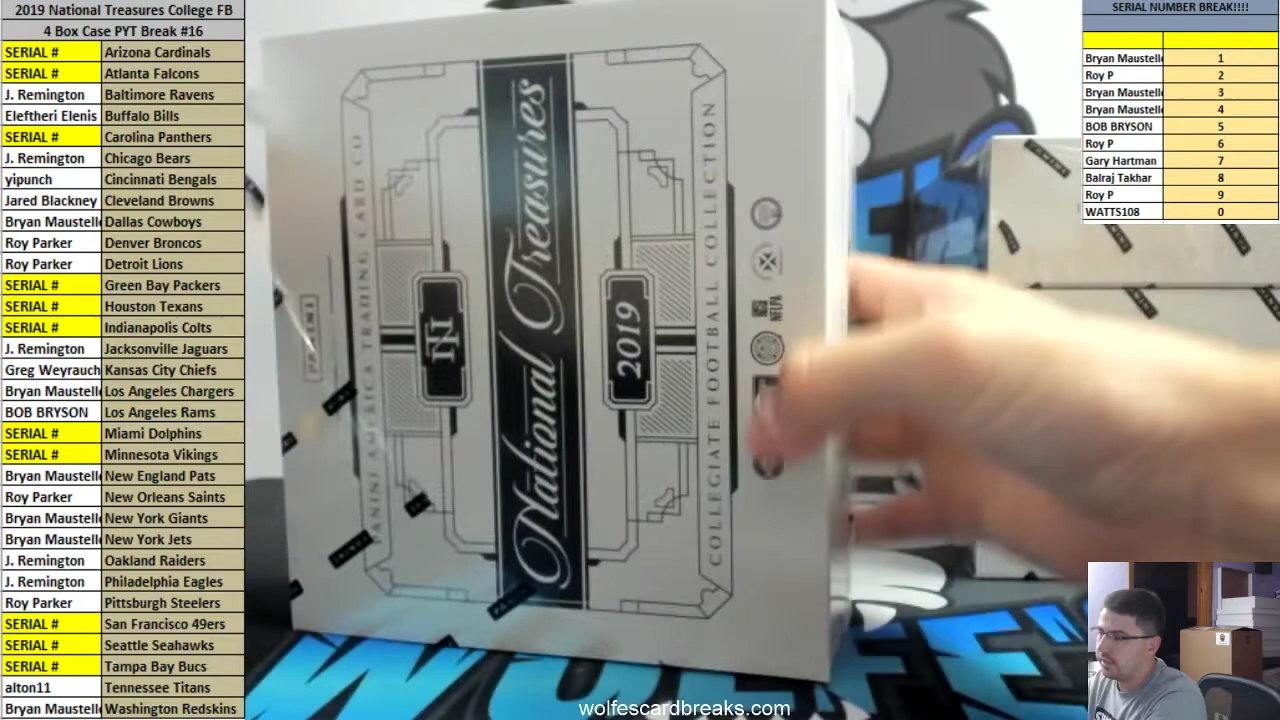 2019 National Treasures College FB
4 Box Case PYT Break #16
SERIAL # Arizona Cardinals
SERIAL # Atlanta Falcons
J. Remington Baltimore Ravens
Eleftheri Elenis Buffalo Bills
SERIAL # Carolina Panthers
J. Remington Chicago Bears
yipunch Cincinnati Bengals
Jared Blackney Cleveland Browns
Bryan Maustelle Dallas Cowboys
Roy Parker Denver Broncos
Roy Parker Detroit Lions
SERIAL # Green Bay Packers
SERIAL # Houston Texans
SERIAL # Indianapolis Colts
J. Remington Jacksonville Jaguars
Greg Weyrauch Kansas City Chiefs
Bryan Maustelle Los Angeles Chargers
BOB BRYSON Los Angeles Rams
SERIAL # Miami Dolphins
SERIAL # Minnesota Vikings
Bryan Maustelle New England Pats
Roy Parker New Orleans Saints
Bryan Maustelle New York Giants
Bryan Maustelle New York Jets
J. Remington Oakland Raiders
J. Remington Philadelphia Eagles
Roy Parker Pittsburgh Steelers
SERIAL # San Francisco 49ers
SERIAL # Seattle Seahawks
SERIAL # Tampa Bay Bucs
alton11 Tennessee Titans
Bryan Maustelle Washington Redskins
PANINI
PANINI AMERICA TRADING CARD CO
NT
National Treasures
2019
COLLEGIATE FOOTBALL COLLECTION
NFLPA
WOLFE'
wolfescardbreaks.com
SERIAL NUMBER BREAK!!!!
Bryan Maustelle 1
Roy P 2
Bryan Maustelle 3
Bryan Maustelle 4
BOB BRYSON 5
Roy P 6
Gary Hartman 7
Balraj Takhar 8
Roy P 9
WATTS108 0